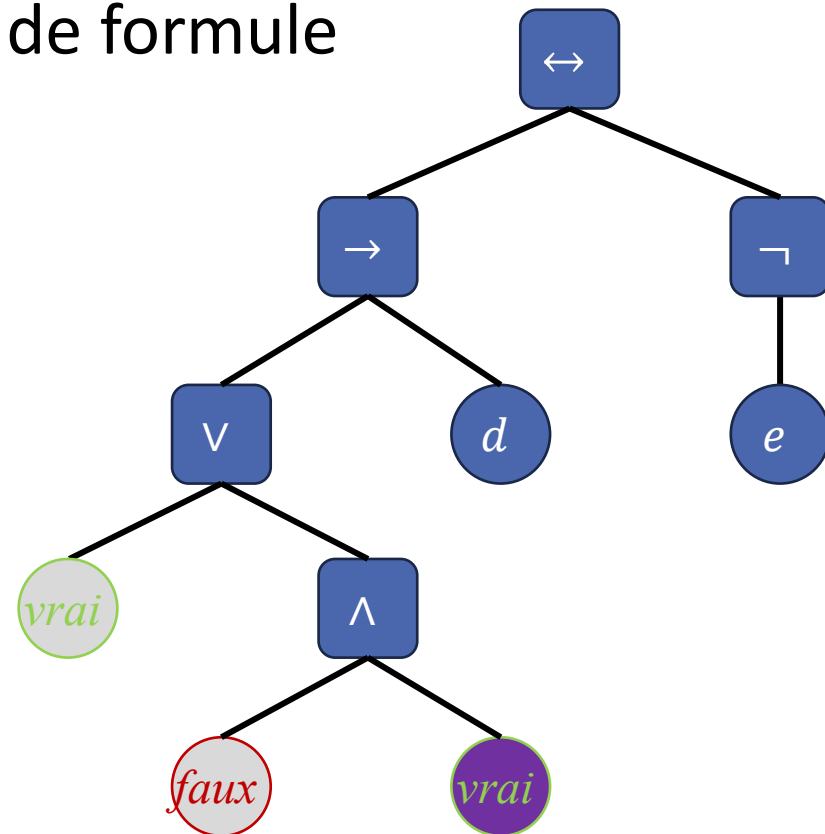 de formule
↔
→ ¬
∨ d e
vrai ∧
faux vrai